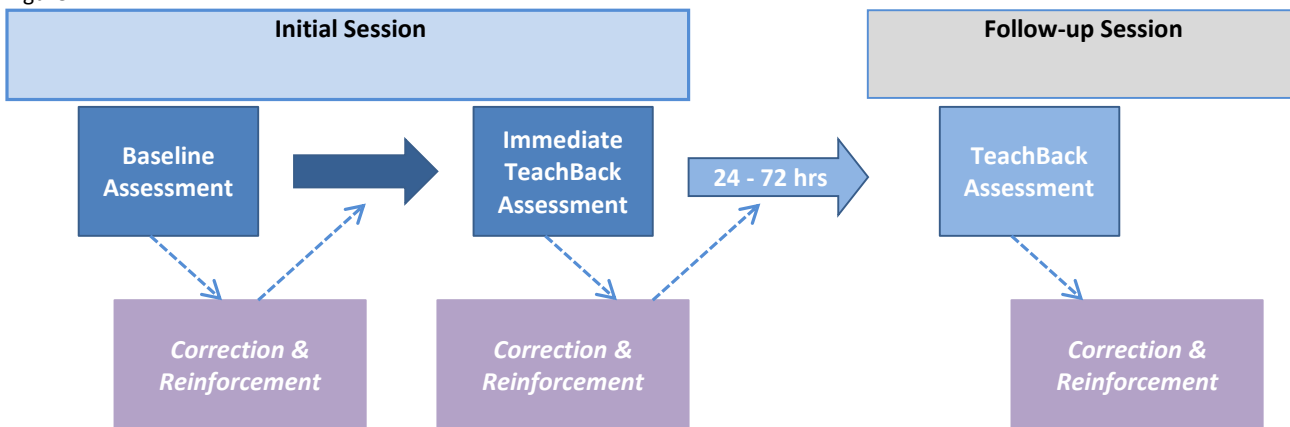 Initial Session
Follow-up Session
Baseline
Assessment
Immediate
TeachBack
Assessment
24 - 72 hrs
TeachBack
Assessment
Correction &
Reinforcement
Correction &
Reinforcement
Correction &
Reinforcement